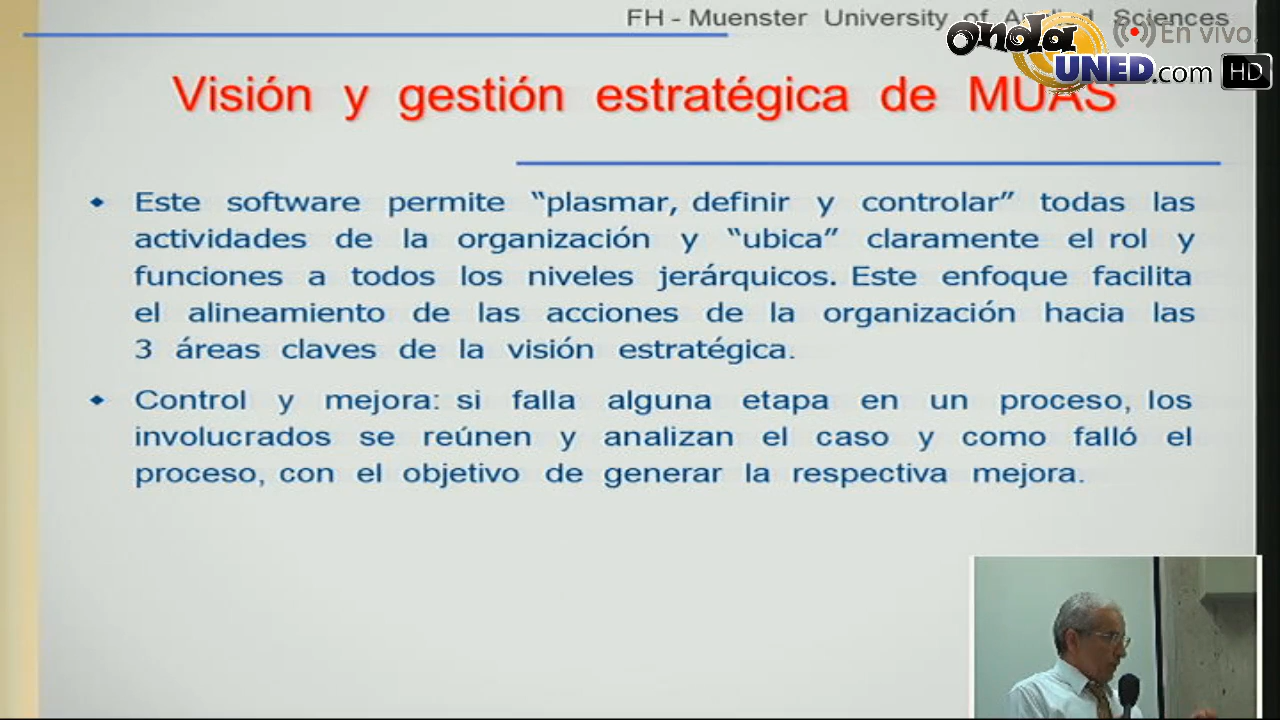 FH - Muenster University of Applied Sciences
onda UNED.com
En vivo.
HD
Visión y gestión estratégica de MUAS
Este software permite “plasmar, definir y controlar” todas las
actividades de la organización y “ubica” claramente el rol y
funciones a todos los niveles jerárquicos. Este enfoque facilita
el alineamiento de las acciones de la organización hacia las
3 áreas claves de la visión estratégica.
Control y mejora: si falla alguna etapa en un proceso, los
involucrados se reúnen y analizan el caso y como falló el
proceso, con el objetivo de generar la respectiva mejora.